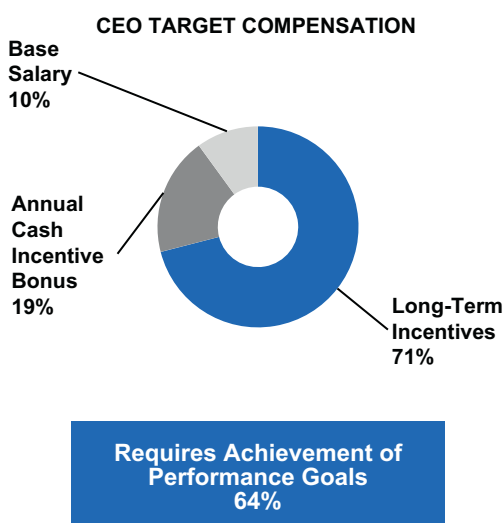 CEO TARGET COMPENSATION
Base
Salary
10%
Annual
Cash
Incentive
Bonus
19%
Long-Term
Incentives
71%
Requires Achievement of
Performance Goals
64%